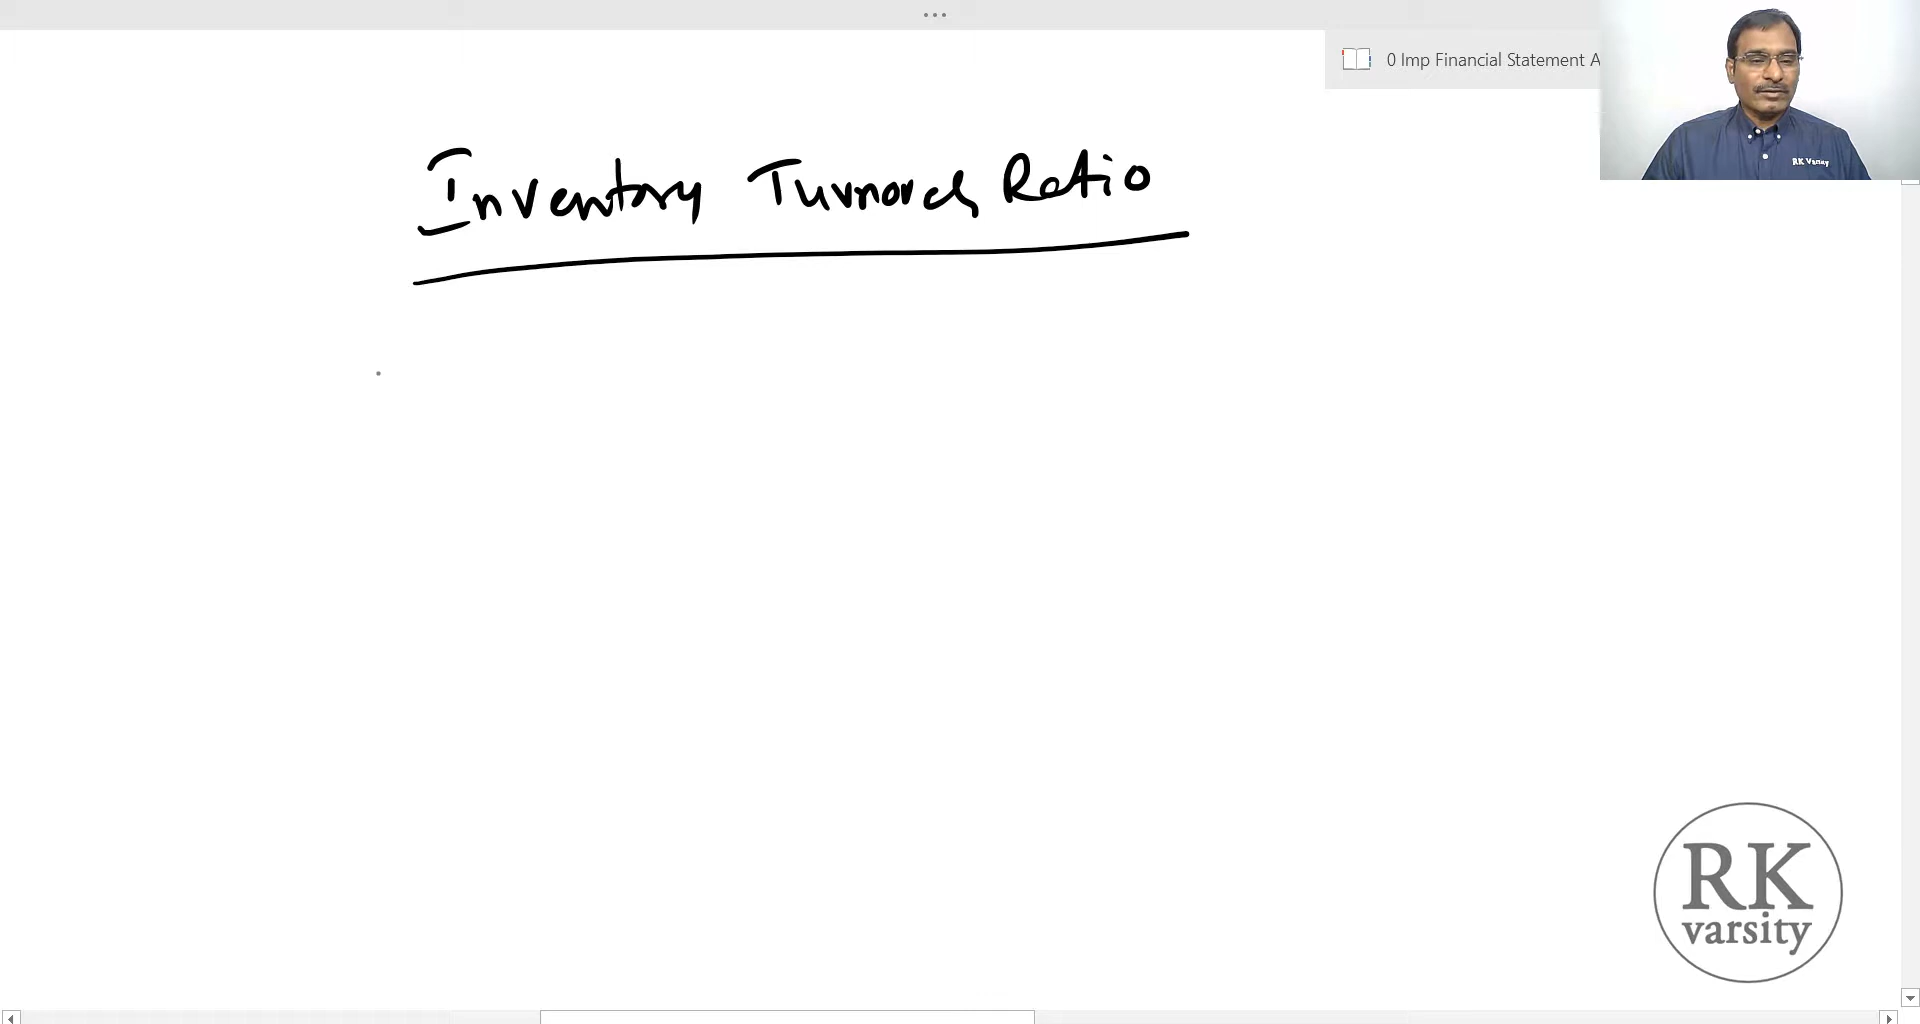 0 Imp Financial Statement A
RK Varsity
Inventory Turnover Ratio
RK
varsity